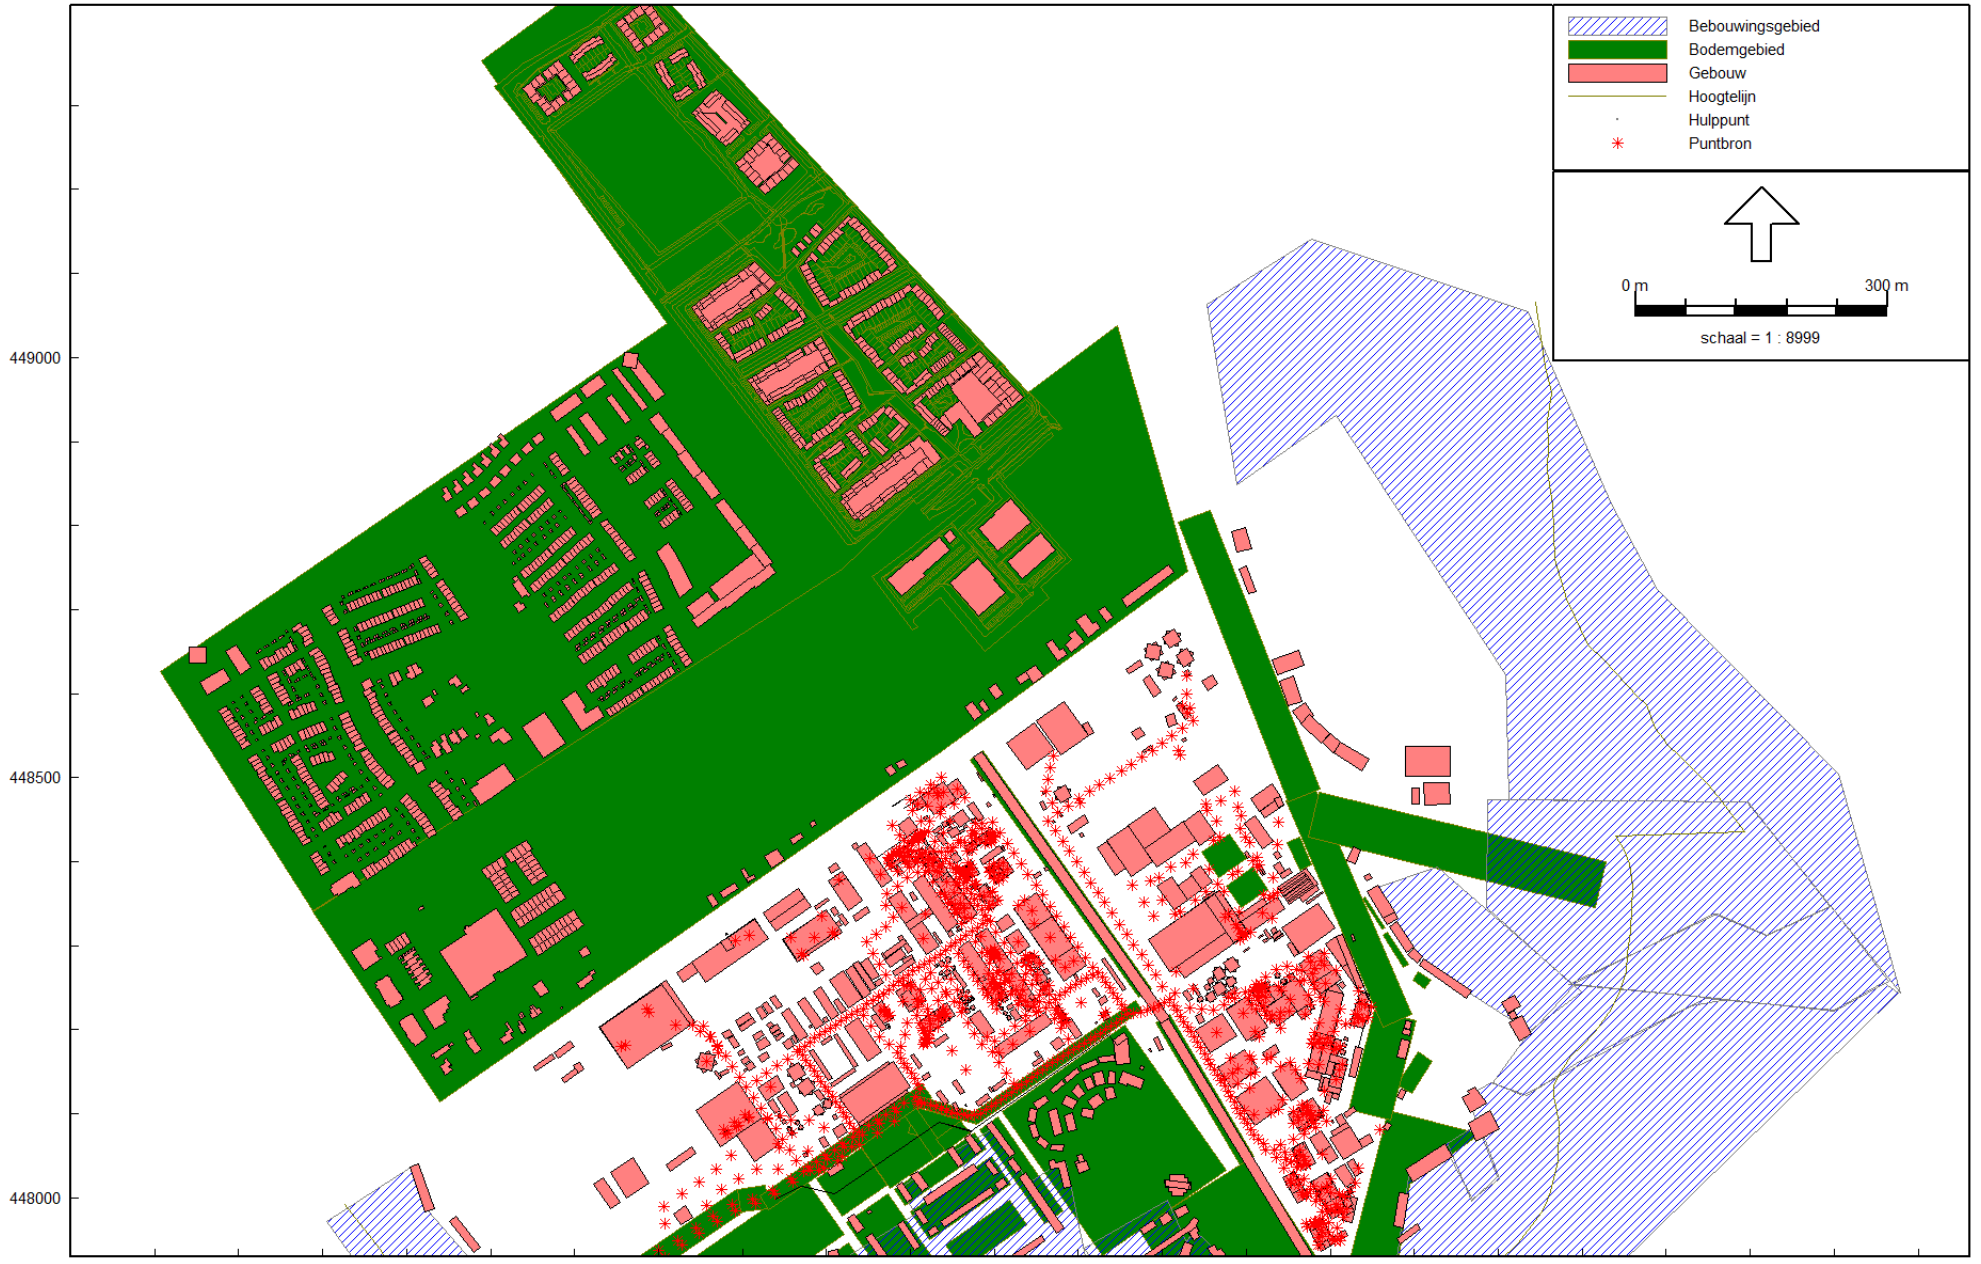 Bebouwingsgebied
Bodemgebied
Gebouw
Hoogtelijn
Hulppunt
Puntbron
0 m 300 m
schaal = 1 : 8999
449000
448500
448000